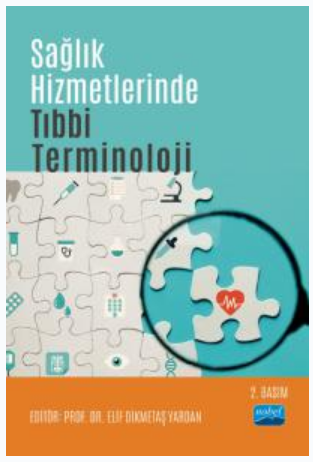 Sağlık
Hizmetlerinde
Tıbbi
Terminoloji
2. BASIM
EDİTÖR: PROF. DR. ELİF DİKMETAŞ YARDAN
nobel